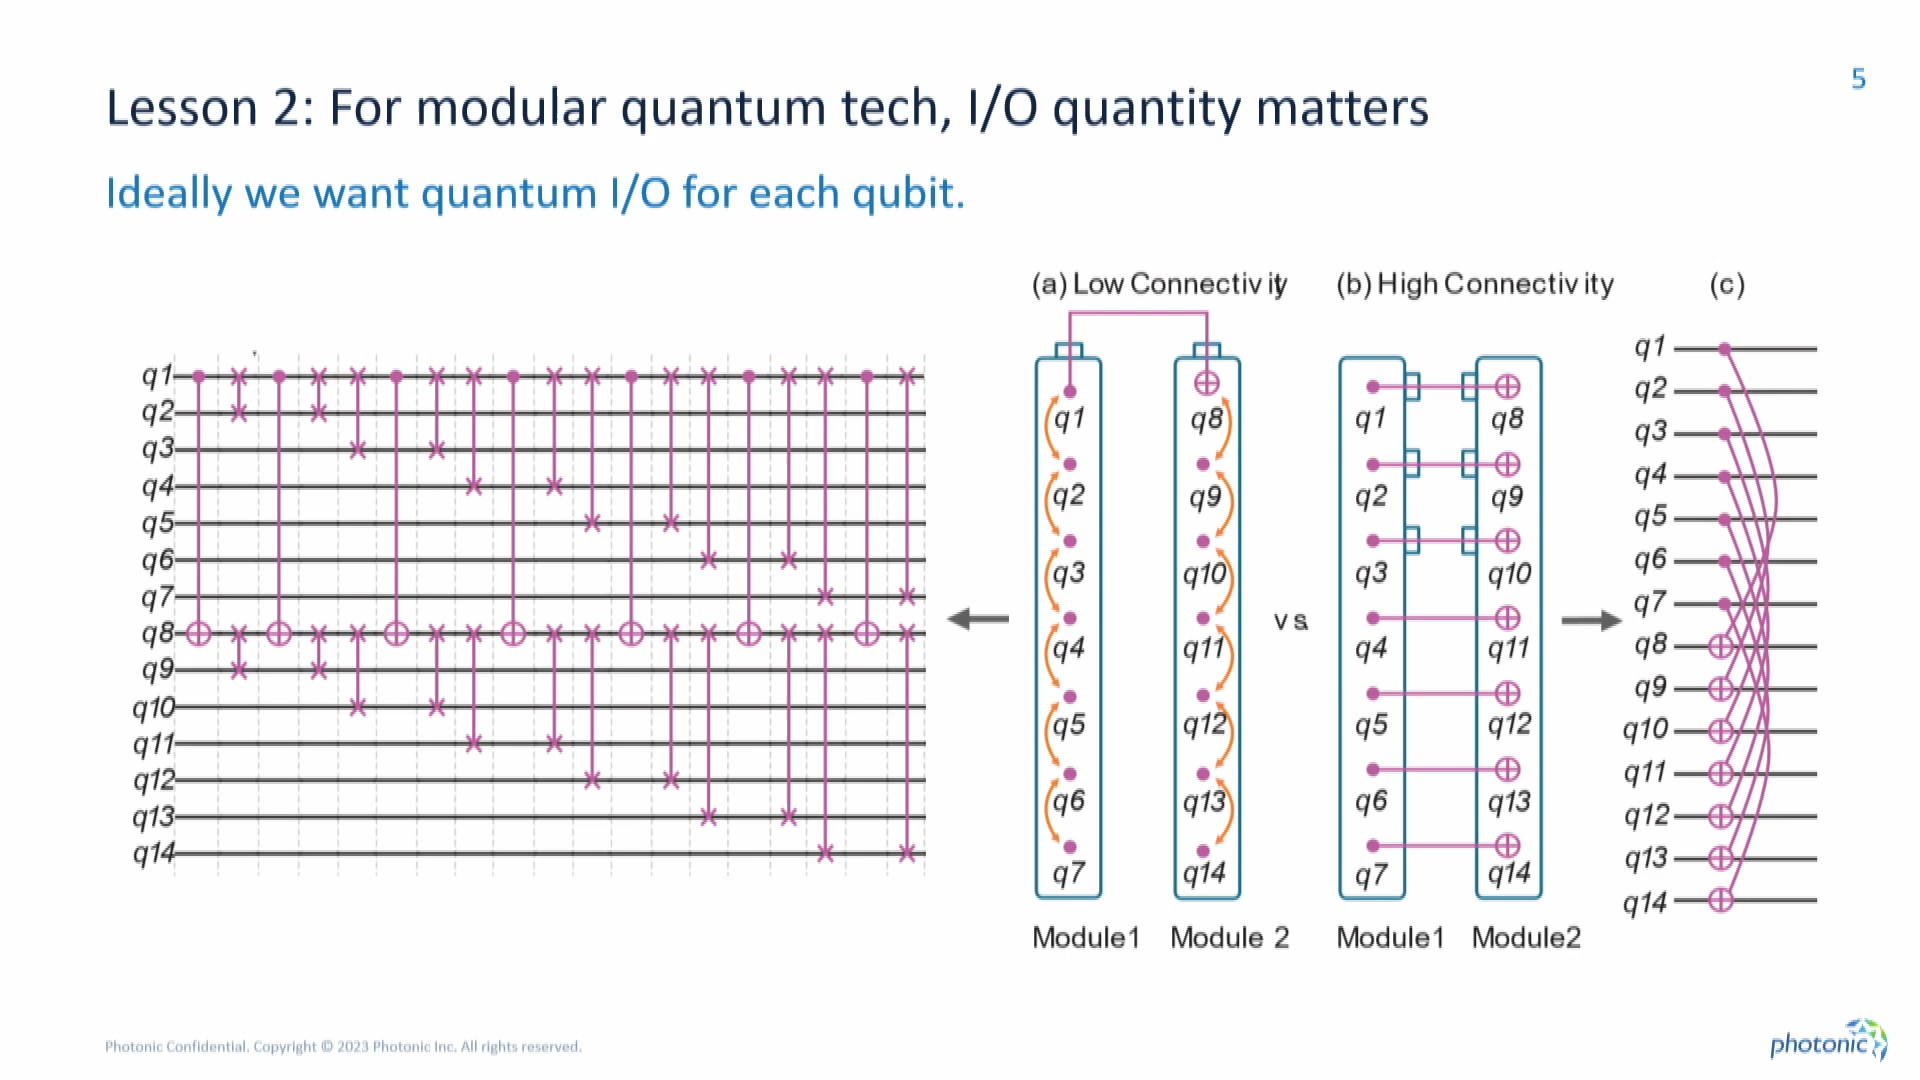 5
Lesson 2: For modular quantum tech, I/O quantity matters
Ideally we want quantum I/O for each qubit.
(a) Low Connectivity
(b) High Connectivity
(c)
q1
q2
q3
q4
q5
q6
q7
q8
q9
q10
q11
q12
q13
q14
q1
q2
q3
q4
q5
q6
q7
Module1
q8
q9
q10
q11
q12
q13
q14
Module 2
vs.
q1
q2
q3
q4
q5
q6
q7
Module1
q8
q9
q10
q11
q12
q13
q14
Module2
q1
q2
q3
q4
q5
q6
q7
q8
q9
q10
q11
q12
q13
q14
Photonic Confidential. Copyright © 2023 Photonic Inc. All rights reserved.
photonic